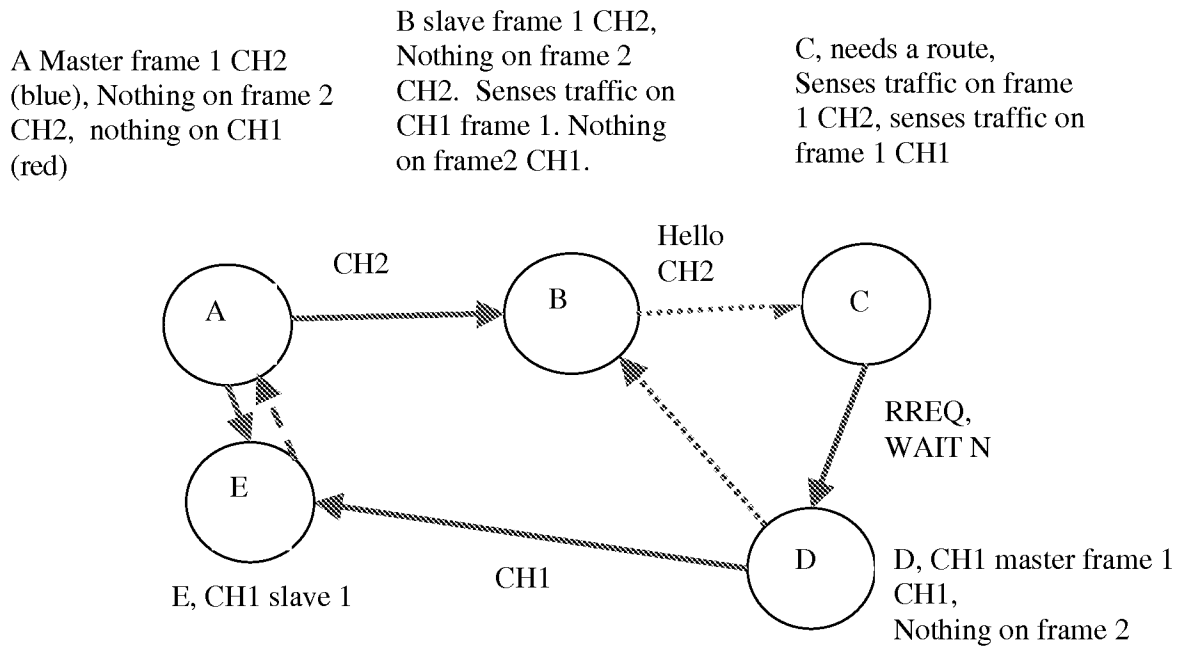 A Master frame 1 CH2
(blue), Nothing on frame 2
CH2, nothing on CH1
(red)
B slave frame 1 CH2,
Nothing on frame 2
CH2. Senses traffic on
CH1 frame 1. Nothing
on frame2 CH1.
C, needs a route,
Senses traffic on frame
1 CH2, senses traffic on
frame 1 CH1
CH2
Hello
CH2
A
B
C
RREQ,
WAIT N
E
D
CH1
E, CH1 slave 1
D, CH1 master frame 1
CH1,
Nothing on frame 2